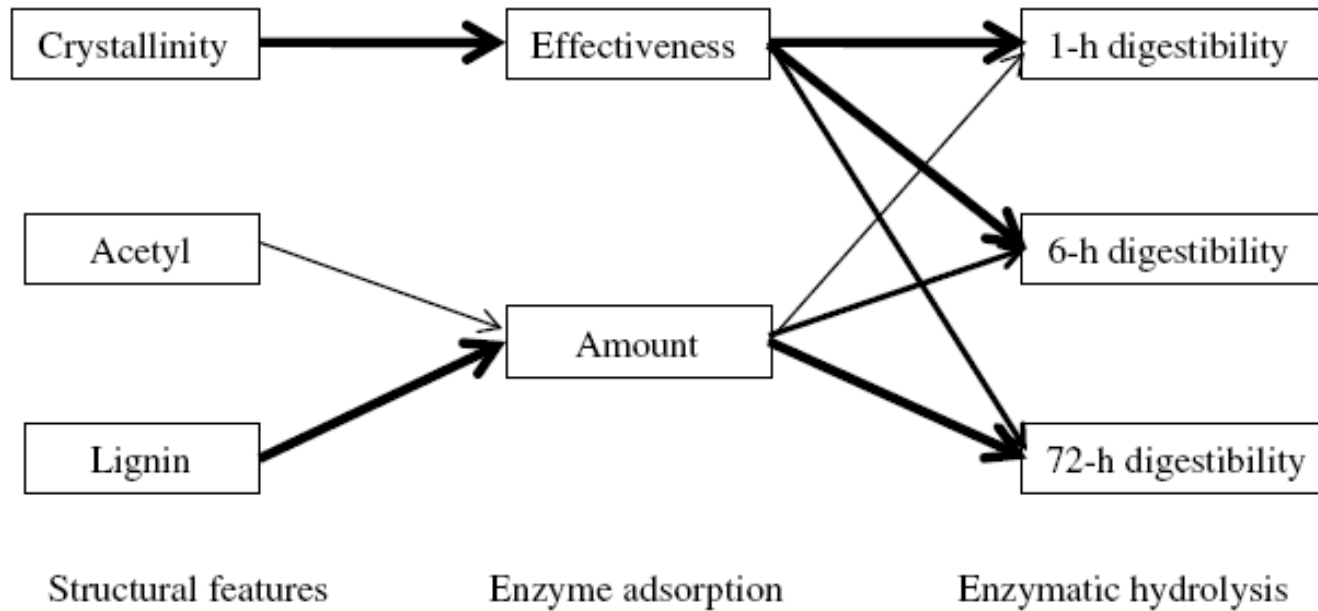 Crystallinity
Effectiveness
1-h digestibility
Acetyl
6-h digestibility
Amount
Lignin
72-h digestibility
Structural features
Enzyme adsorption
Enzymatic hydrolysis